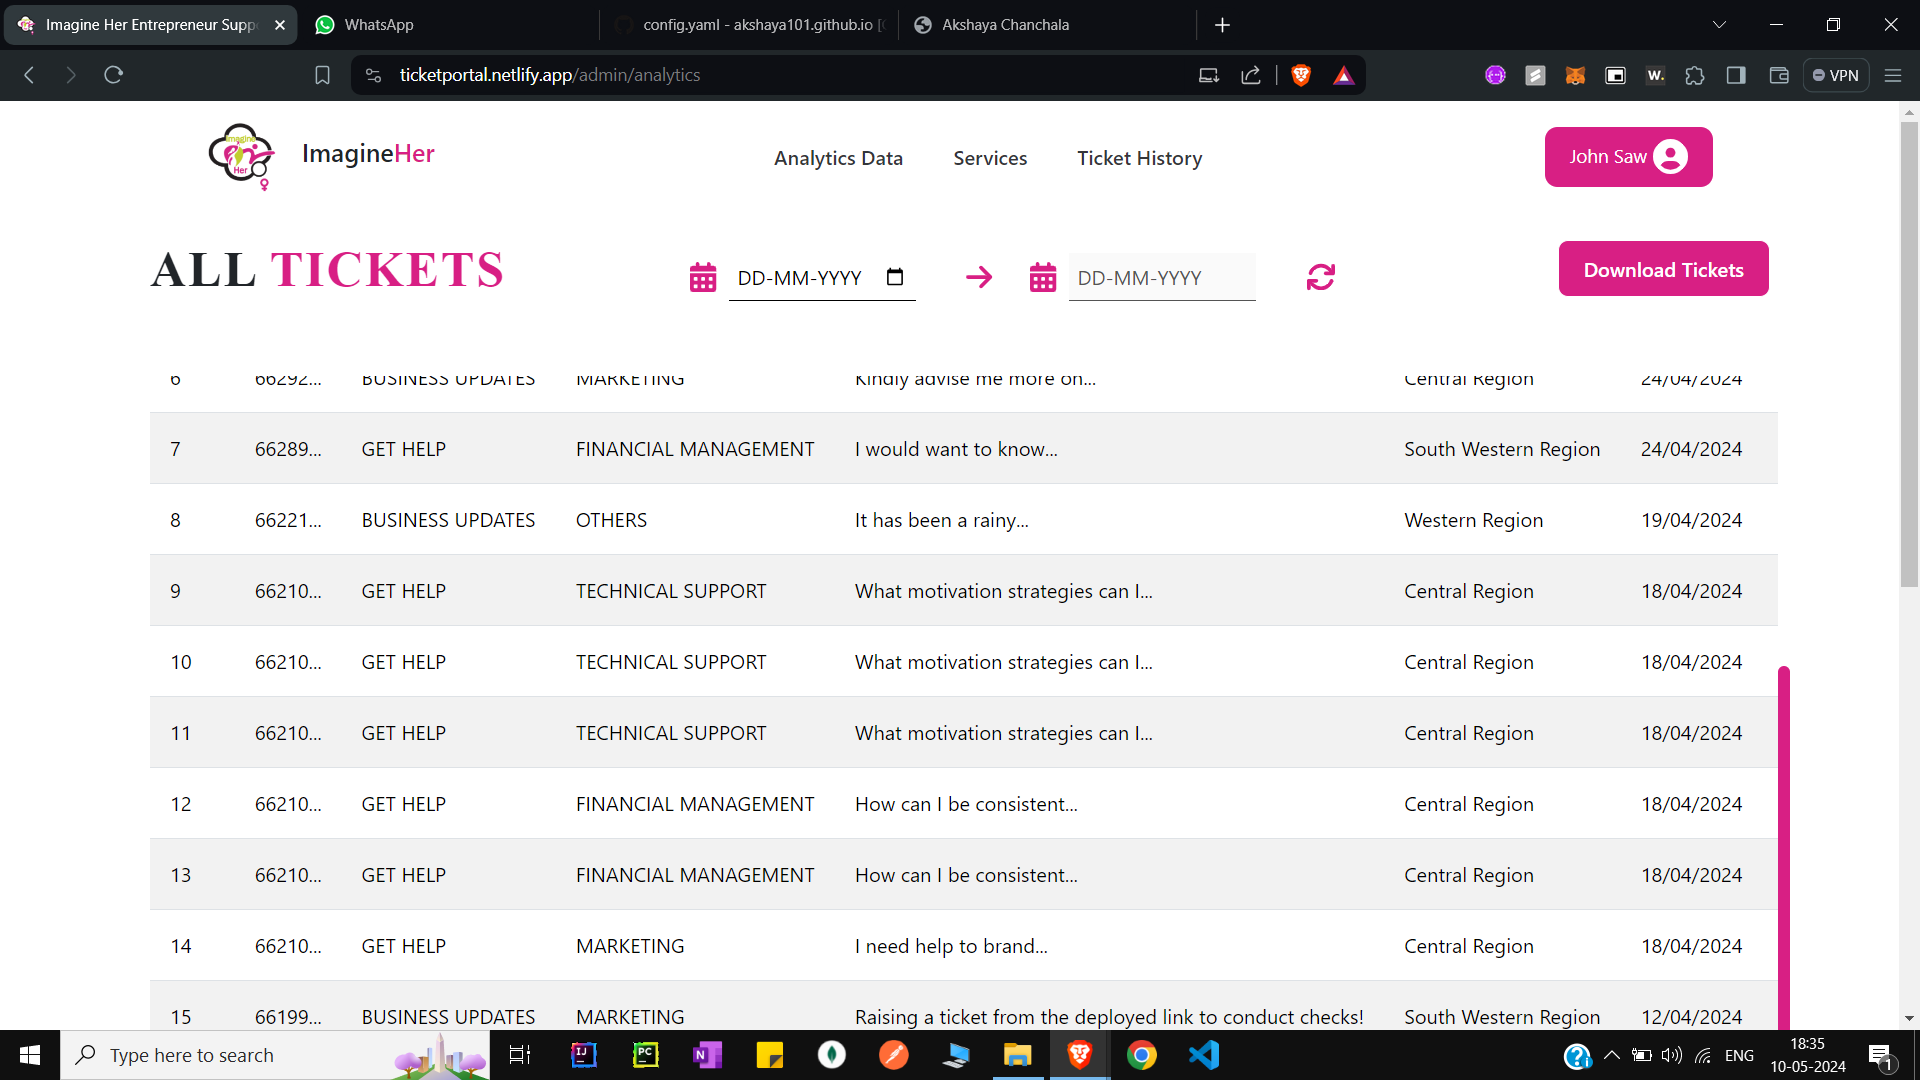 Imagine Her Entrepreneur Supp
WhatsApp
config.yaml - akshaya101.github.io [
Akshaya Chanchala
ticketportal.netlify.app/admin/analytics
W.
VPN
Imagine
Her
ImagineHer
Analytics Data
Services
Ticket History
John Saw
ALL TICKETS
DD-MM-YYYY
DD-MM-YYYY
Download Tickets
6 66292... BUSINESS UPDATES MARKETING Kindly advise me more on... Central Region 24/04/2024
7 66289... GET HELP FINANCIAL MANAGEMENT I would want to know... South Western Region 24/04/2024
8 66221... BUSINESS UPDATES OTHERS It has been a rainy... Western Region 19/04/2024
9 66210... GET HELP TECHNICAL SUPPORT What motivation strategies can I... Central Region 18/04/2024
10 66210... GET HELP TECHNICAL SUPPORT What motivation strategies can I... Central Region 18/04/2024
11 66210... GET HELP TECHNICAL SUPPORT What motivation strategies can I... Central Region 18/04/2024
12 66210... GET HELP FINANCIAL MANAGEMENT How can I be consistent... Central Region 18/04/2024
13 66210... GET HELP FINANCIAL MANAGEMENT How can I be consistent... Central Region 18/04/2024
14 66210... GET HELP MARKETING I need help to brand... Central Region 18/04/2024
15 66199... BUSINESS UPDATES MARKETING Raising a ticket from the deployed link to conduct checks! South Western Region 12/04/2024
Type here to search
IJ
PC
N
ENG
18:35
10-05-2024
1